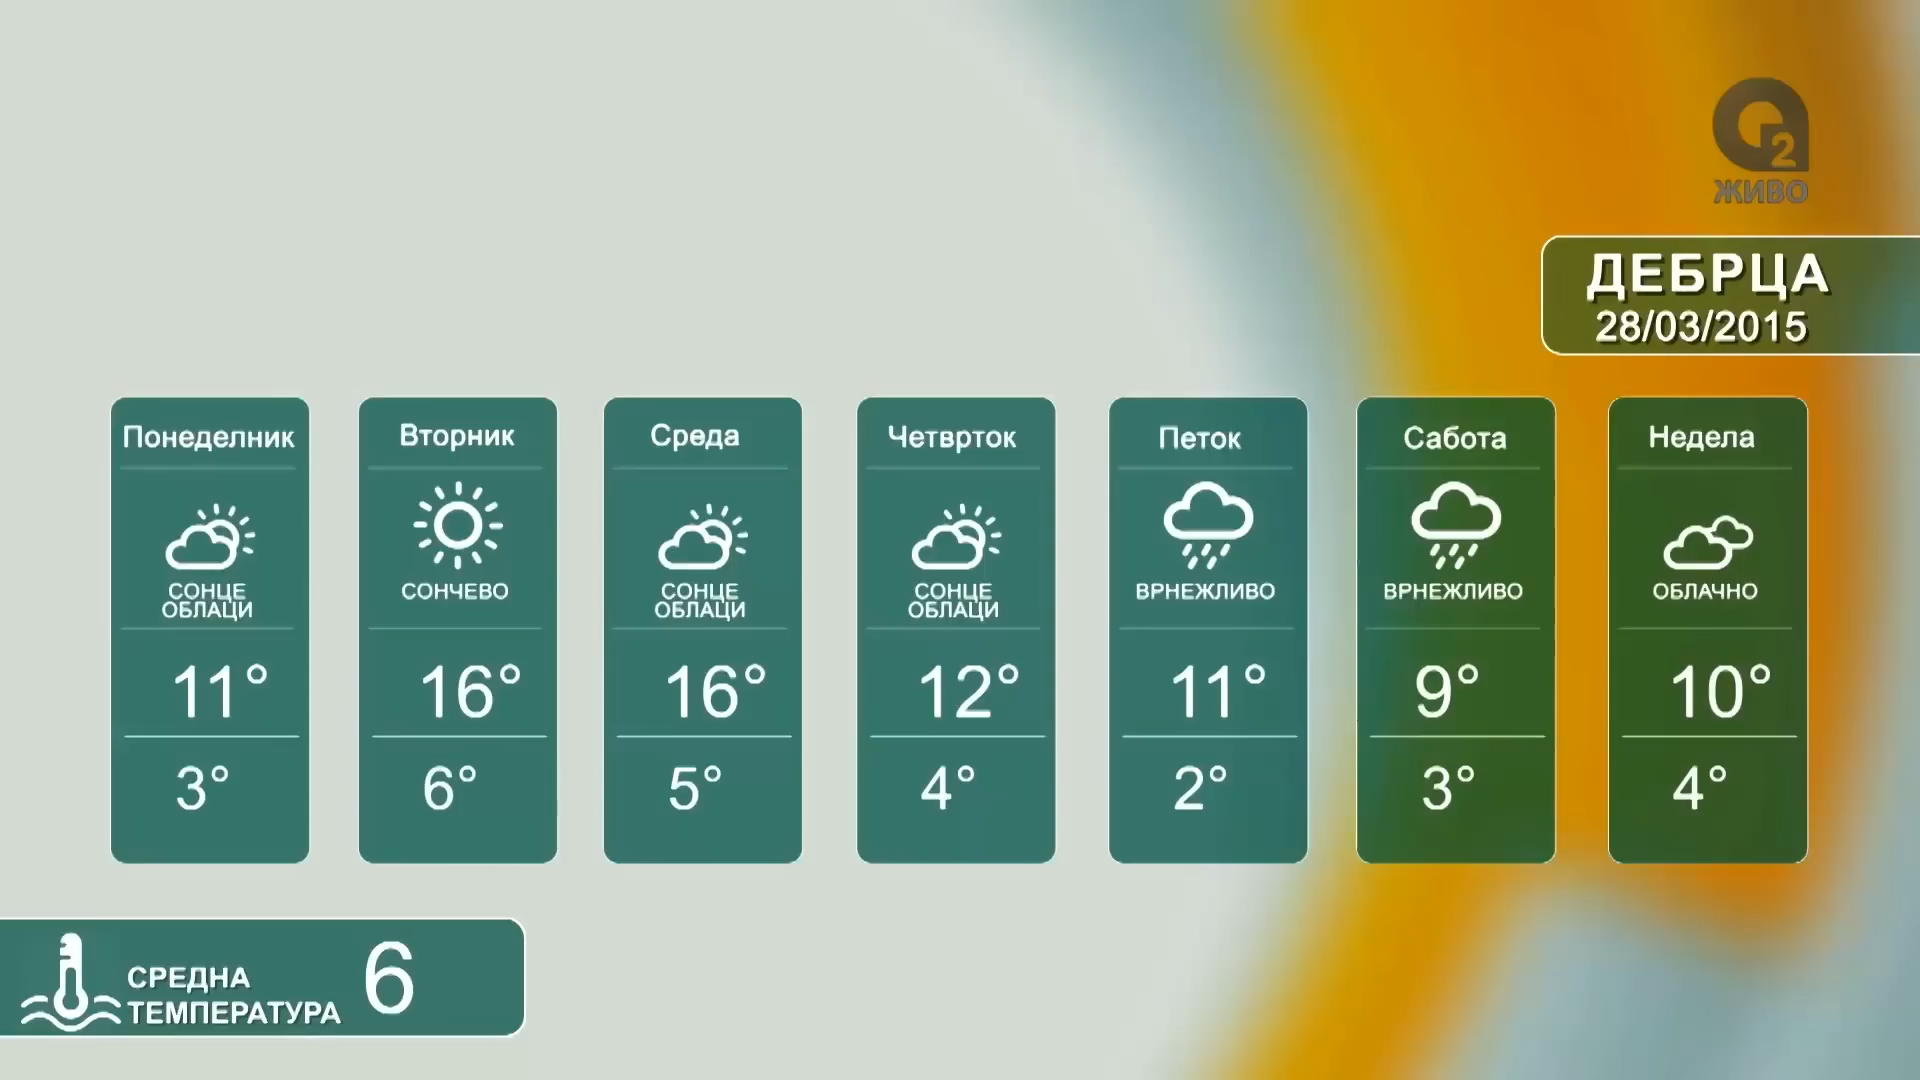 2
ЖИВО
ДЕБРЦА
28/03/2015
Понеделник
СОНЦЕ
ОБЛАЦИ
11°
3°
Вторник
СОНЧЕВО
16°
6°
Среда
СОНЦЕ
ОБЛАЦИ
16°
5°
Четврток
СОНЦЕ
ОБЛАЦИ
12°
4°
Петок
ВРНЕЖЛИВО
11°
2°
Сабота
ВРНЕЖЛИВО
9°
3°
Недела
ОБЛАЧНО
10°
4°
СРЕДНА
ТЕМПЕРАТУРА
6